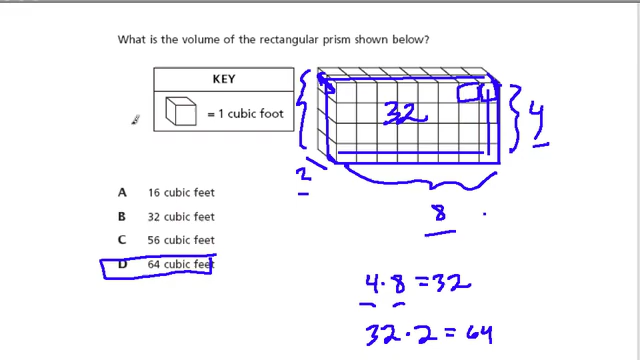 What is the volume of the rectangular prism shown below?
KEY
= 1 cubic foot
32
4
2
8
A 16 cubic feet
B 32 cubic feet
C 56 cubic feet
D 64 cubic feet
4 · 8 = 32
32 · 2 = 64